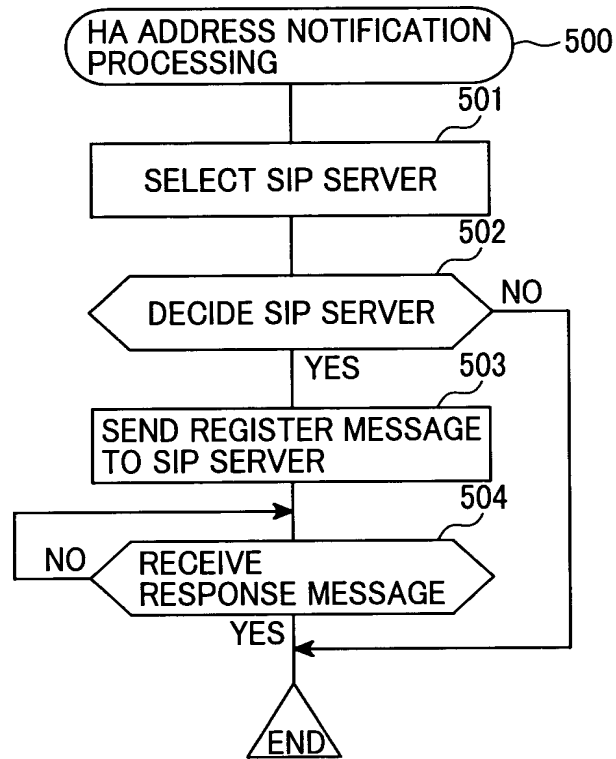 HA ADDRESS NOTIFICATION
PROCESSING
500
501
SELECT SIP SERVER
502
DECIDE SIP SERVER
NO
YES
503
SEND REGISTER MESSAGE
TO SIP SERVER
504
NO
RECEIVE
RESPONSE MESSAGE
YES
END